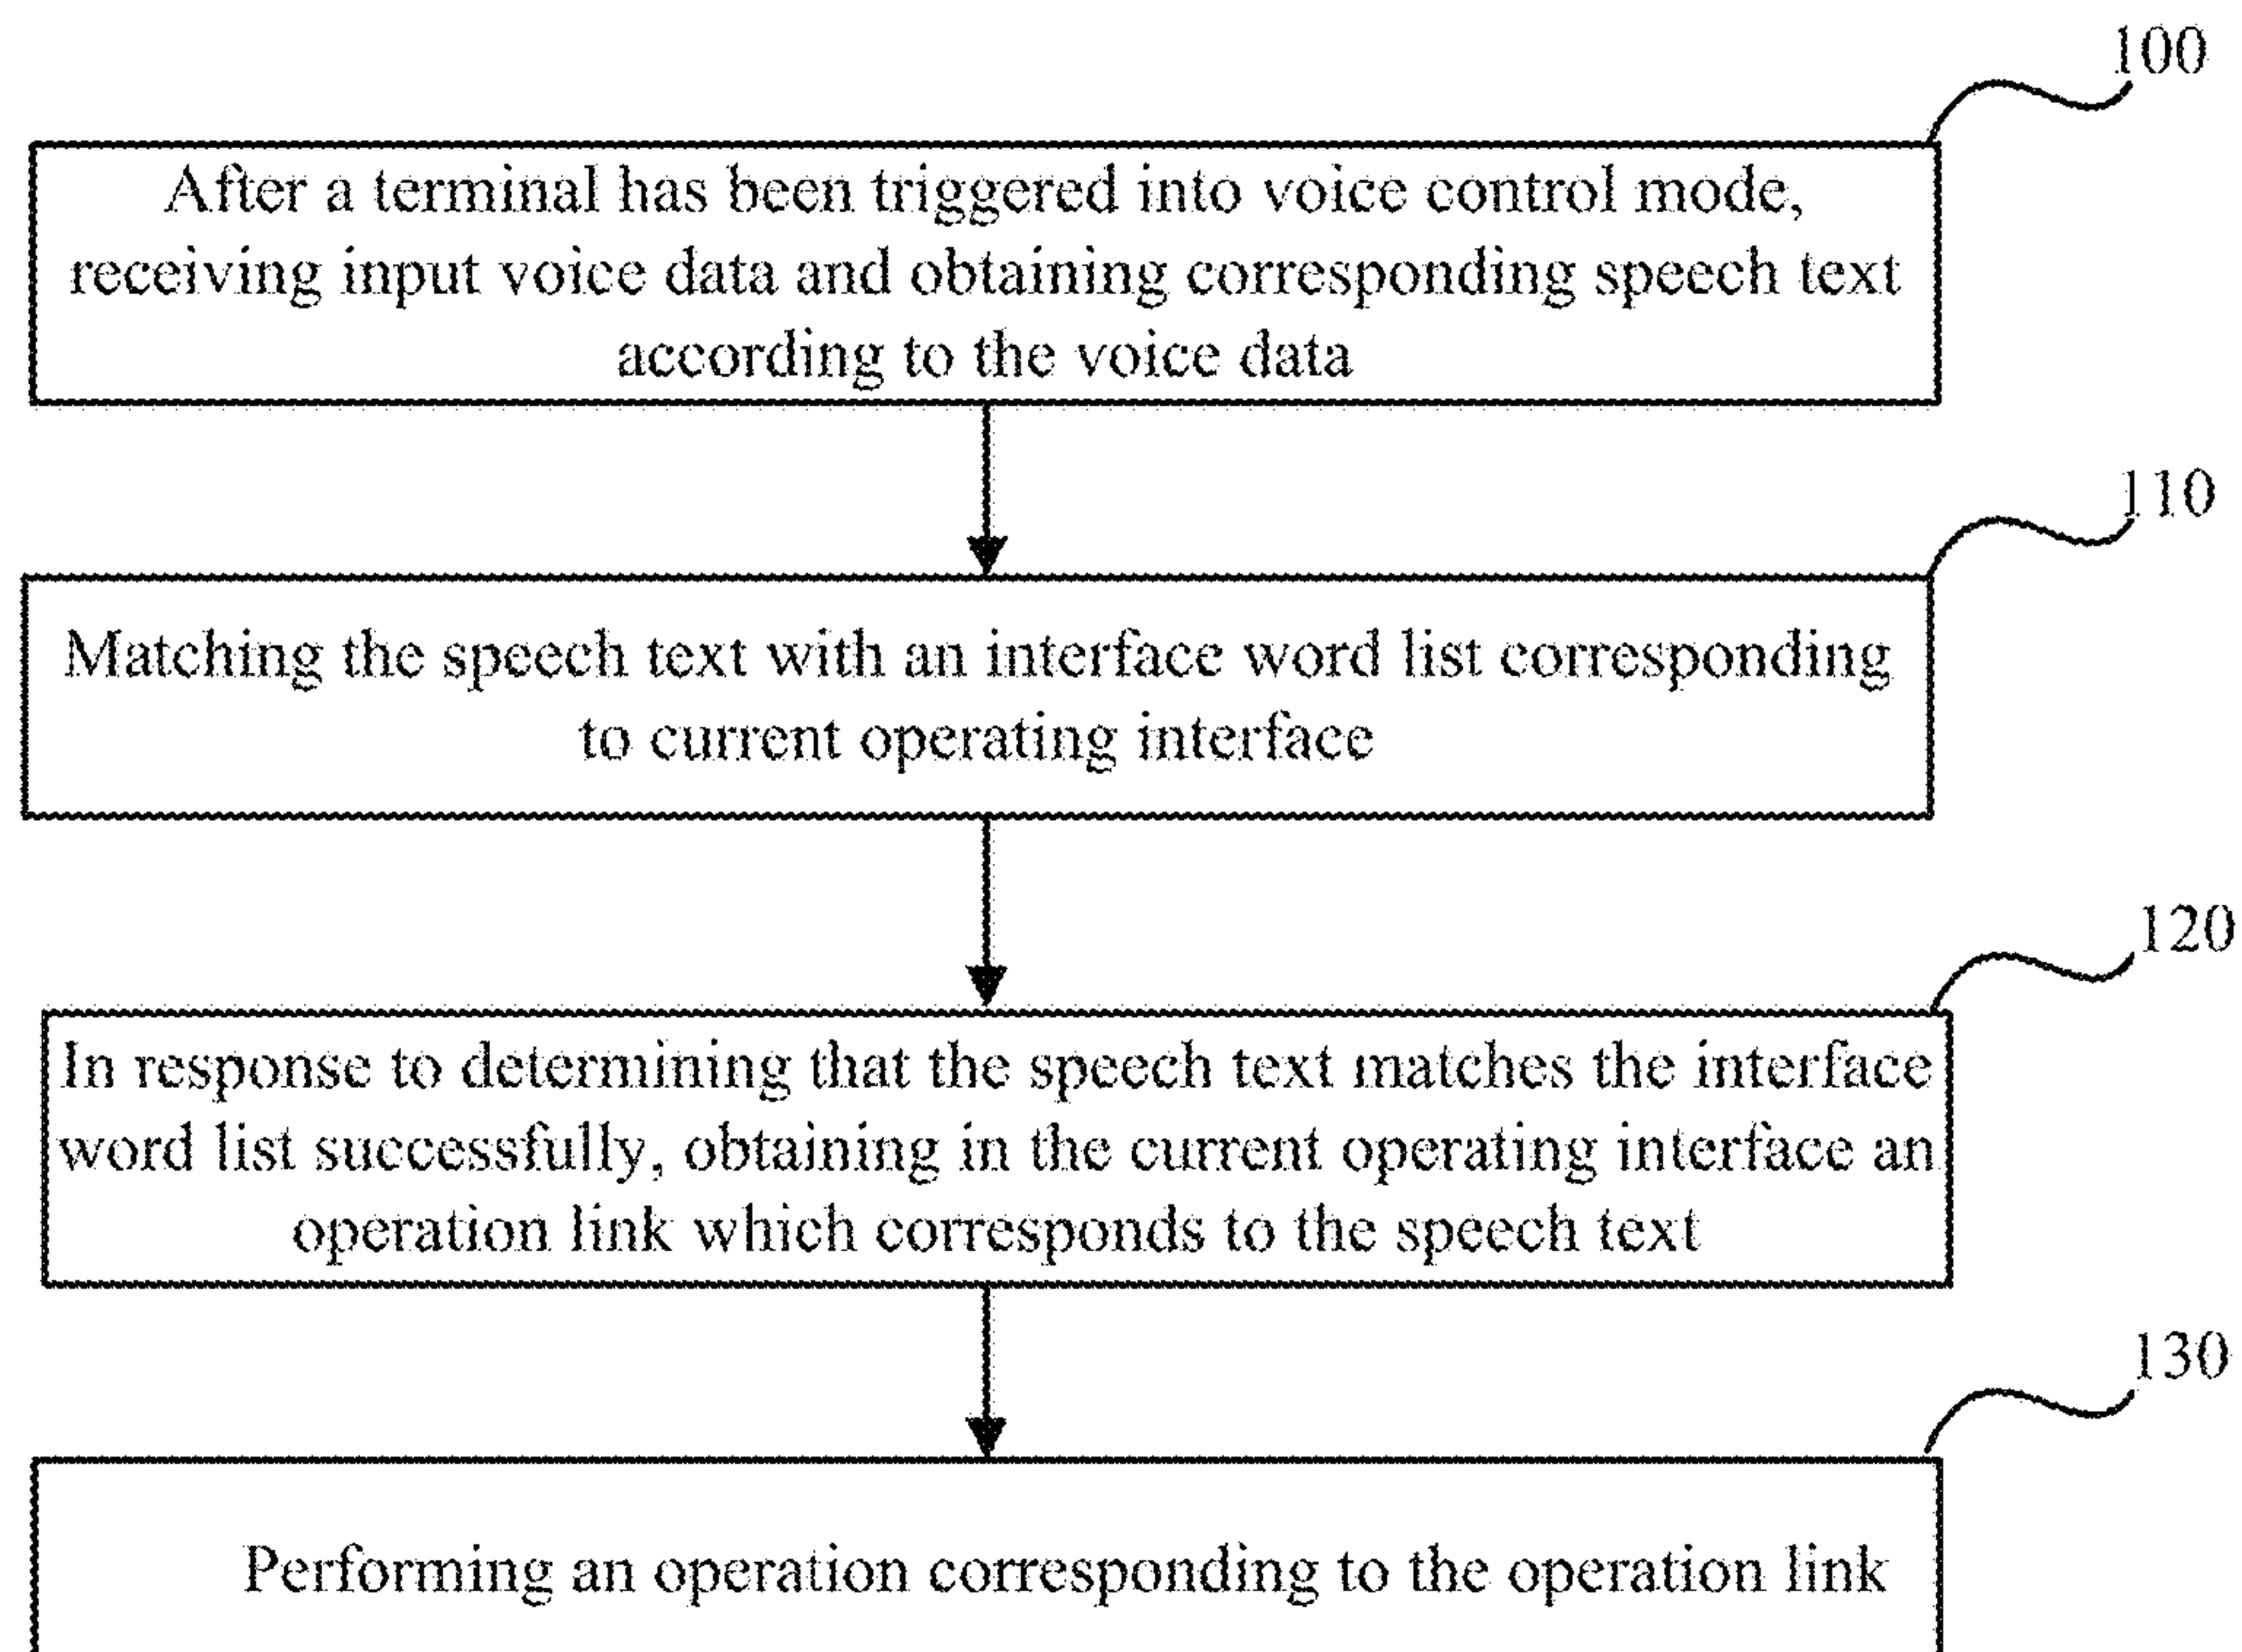 100
After a terminal has been triggered into voice control mode,
receiving input voice data and obtaining corresponding speech text
according to the voice data
110
Matching the speech text with an interface word list corresponding
to current operating interface
120
In response to determining that the speech text matches the interface
word list successfully, obtaining in the current operating interface an
operation link which corresponds to the speech text
130
Performing an operation corresponding to the operation link